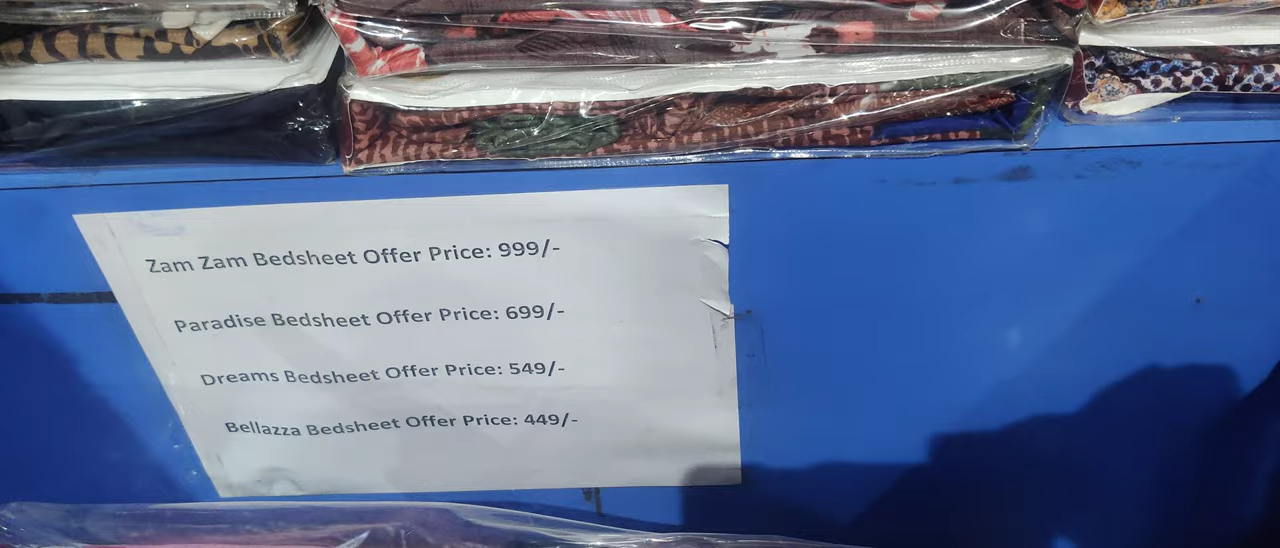 Zam Zam Bedsheet Offer Price: 999/-
Paradise Bedsheet Offer Price: 699/-
Dreams Bedsheet Offer Price: 549/-
Bellazza Bedsheet Offer Price: 449/-